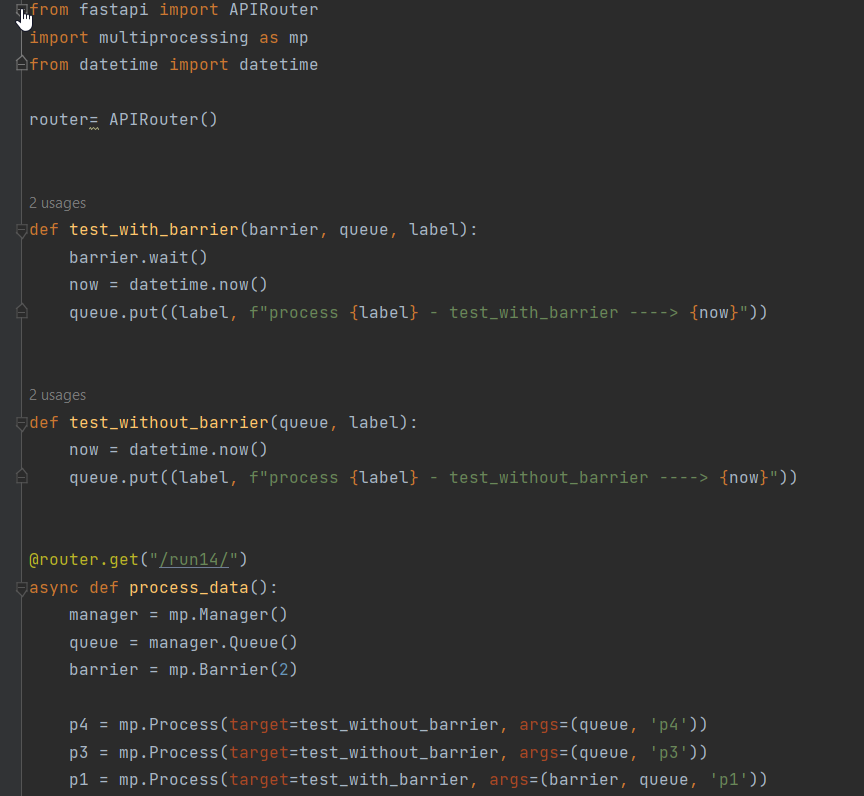 from fastapi import APIRouter
import multiprocessing as mp
from datetime import datetime
router= APIRouter()
2 usages
def test_with_barrier(barrier, queue, label):
    barrier.wait()
    now = datetime.now()
    queue.put((label, f"process {label} - test_with_barrier ----> {now}"))
2 usages
def test_without_barrier(queue, label):
    now = datetime.now()
    queue.put((label, f"process {label} - test_without_barrier ----> {now}"))
@router.get("/run14/")
async def process_data():
    manager = mp.Manager()
    queue = manager.Queue()
    barrier = mp.Barrier(2)
    p4 = mp.Process(target=test_without_barrier, args=(queue, 'p4'))
    p3 = mp.Process(target=test_without_barrier, args=(queue, 'p3'))
    p1 = mp.Process(target=test_with_barrier, args=(barrier, queue, 'p1'))